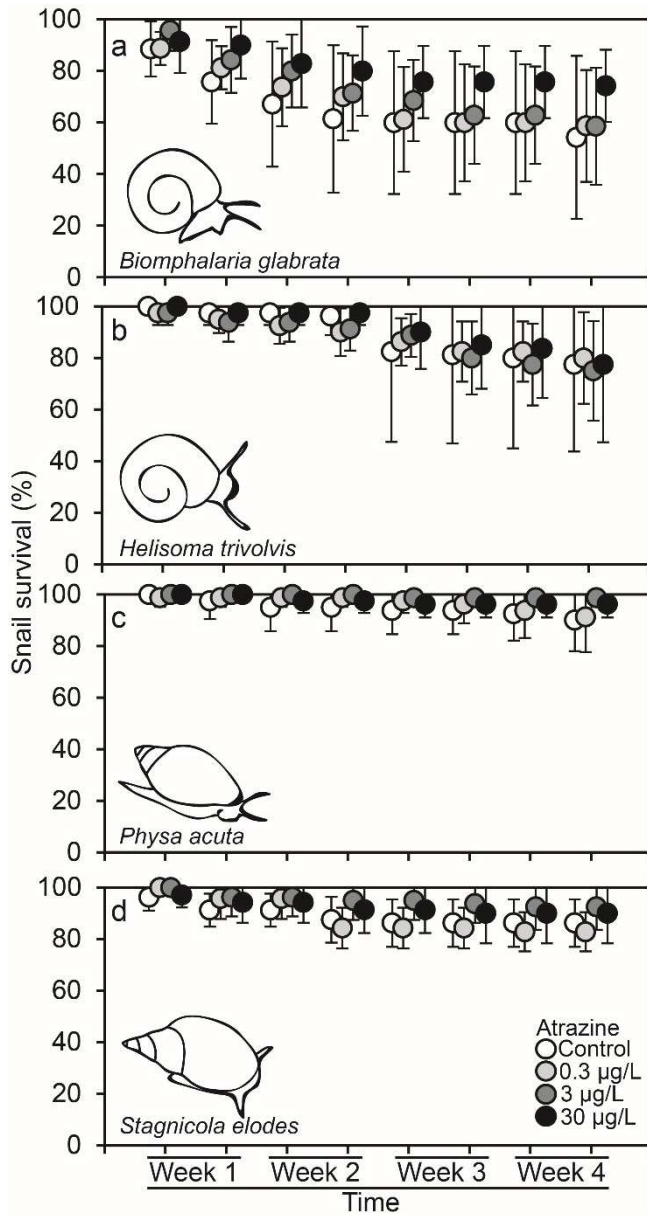 Snail survival (%)
100
80
60
40
20
0
a
Biomphalaria glabrata
100
80
60
40
20
0
b
Helisoma trivolvis
100
80
60
40
20
0
c
Physa acuta
100
80
60
40
20
0
d
Stagnicola elodes
Atrazine
Control
0.3 µg/L
3 µg/L
30 µg/L
Week 1 Week 2 Week 3 Week 4
Time